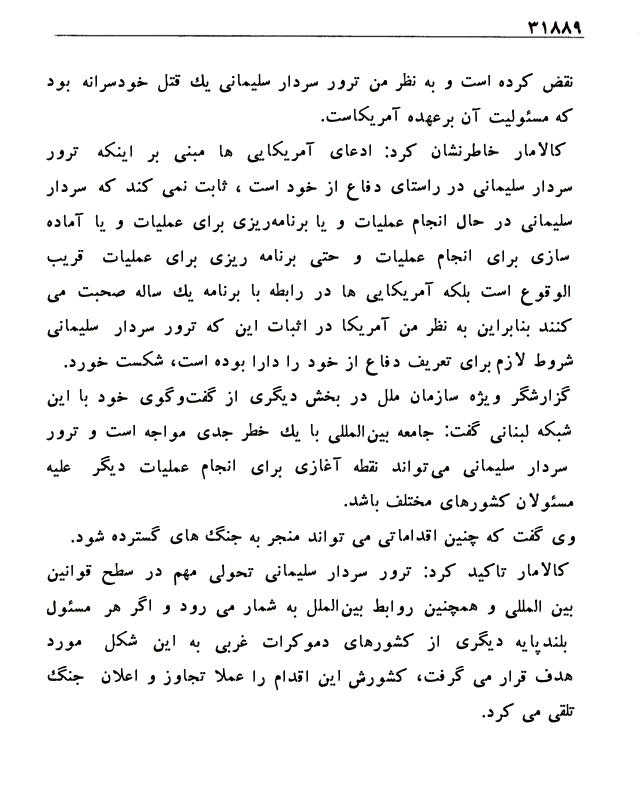 ۳۱۸۸۹
نقض کرده است و به نظر من ترور سردار سلیمانی یك قتل خودسرانه بود
که مسئولیت آن برعهده آمریکاست.
کالامار خاطرنشان کرد: ادعای آمریکایی ها مبنی بر اینکه ترور
سردار سلیمانی در راستای دفاع از خود است ، ثابت نمی کند که سردار
سلیمانی در حال انجام عملیات و یا برنامه‌ریزی برای عملیات و یا آماده
سازی برای انجام عملیات و حتی برنامه ریزی برای عملیات قریب
الوقوع است بلکه آمریکایی ها در رابطه با برنامه یك ساله صحبت می
کنند بنابراین به نظر من آمریکا در اثبات این که ترور سردار سلیمانی
شروط لازم برای تعریف دفاع از خود را دارا بوده است، شکست خورد.
گزارشگر ویژه سازمان ملل در بخش دیگری از گفت‌وگوی خود با این
شبکه لبنانی گفت: جامعه بین‌المللی با یك خطر جدی مواجه است و ترور
سردار سلیمانی می‌تواند نقطه آغازی برای انجام عملیات دیگر علیه
مسئولان کشورهای مختلف باشد.
وی گفت که چنین اقداماتی می تواند منجر به جنگ های گسترده شود.
کالامار تاکید کرد: ترور سردار سلیمانی تحولی مهم در سطح قوانین
بین المللی و همچنین روابط بین‌الملل به شمار می رود و اگر هر مسئول
بلندپایه دیگری از کشورهای دموکرات غربی به این شکل مورد
هدف قرار می گرفت، کشورش این اقدام را عملا تجاوز و اعلان جنگ
تلقی می کرد.